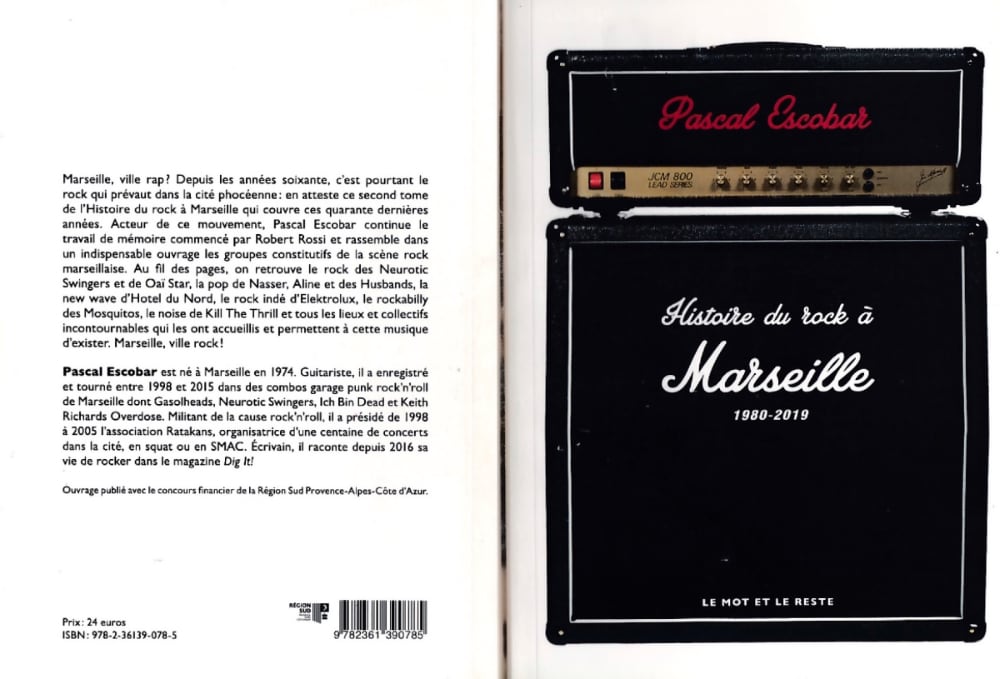 Marseille, ville rap? Depuis les années soixante, c'est pourtant le
rock qui prévaut dans la cité phocéenne : en atteste ce second tome
de l'Histoire du rock à Marseille qui couvre ces quarante dernières
années. Acteur de ce mouvement, Pascal Escobar continue le
travail de mémoire commencé par Robert Rossi et rassemble dans
un indispensable ouvrage les groupes constitutifs de la scène rock
marseillaise. Au fil des pages, on retrouve le rock des Neurotic
Swingers et de Oaï Star, la pop de Nasser, Aline et des Husbands, la
new wave d'Hotel du Nord, le rock indé d'Elektrolux, le rockabilly
des Mosquitos, le noise de Kill The Thrill et tous les lieux et collectifs
incontournables qui les ont accueillis et permettent à cette musique
d'exister. Marseille, ville rock!
Pascal Escobar est né à Marseille en 1974. Guitariste, il a enregistré
et tourné entre 1998 et 2015 dans des combos garage punk rock'n'roll
de Marseille dont Gasolheads, Neurotic Swingers, Ich Bin Dead et Keith
Richards Overdose. Militant de la cause rock'n'roll, il a présidé de 1998
à 2005 l'association Ratakans, organisatrice d'une centaine de concerts
dans la cité, en squat ou en SMAC. Écrivain, il raconte depuis 2016 sa
vie de rocker dans le magazine Dig It!
Ouvrage publié avec le concours financier de la Région Sud Provence-Alpes-Côte d'Azur.
RÉGION
SUD
Prix : 24 euros
ISBN : 978-2-36139-078-5
9782361390785
Pascal Escobar
JCM 800
LEAD SERIES
Histoire du rock à
Marseille
1980-2019
LE MOT ET LE RESTE